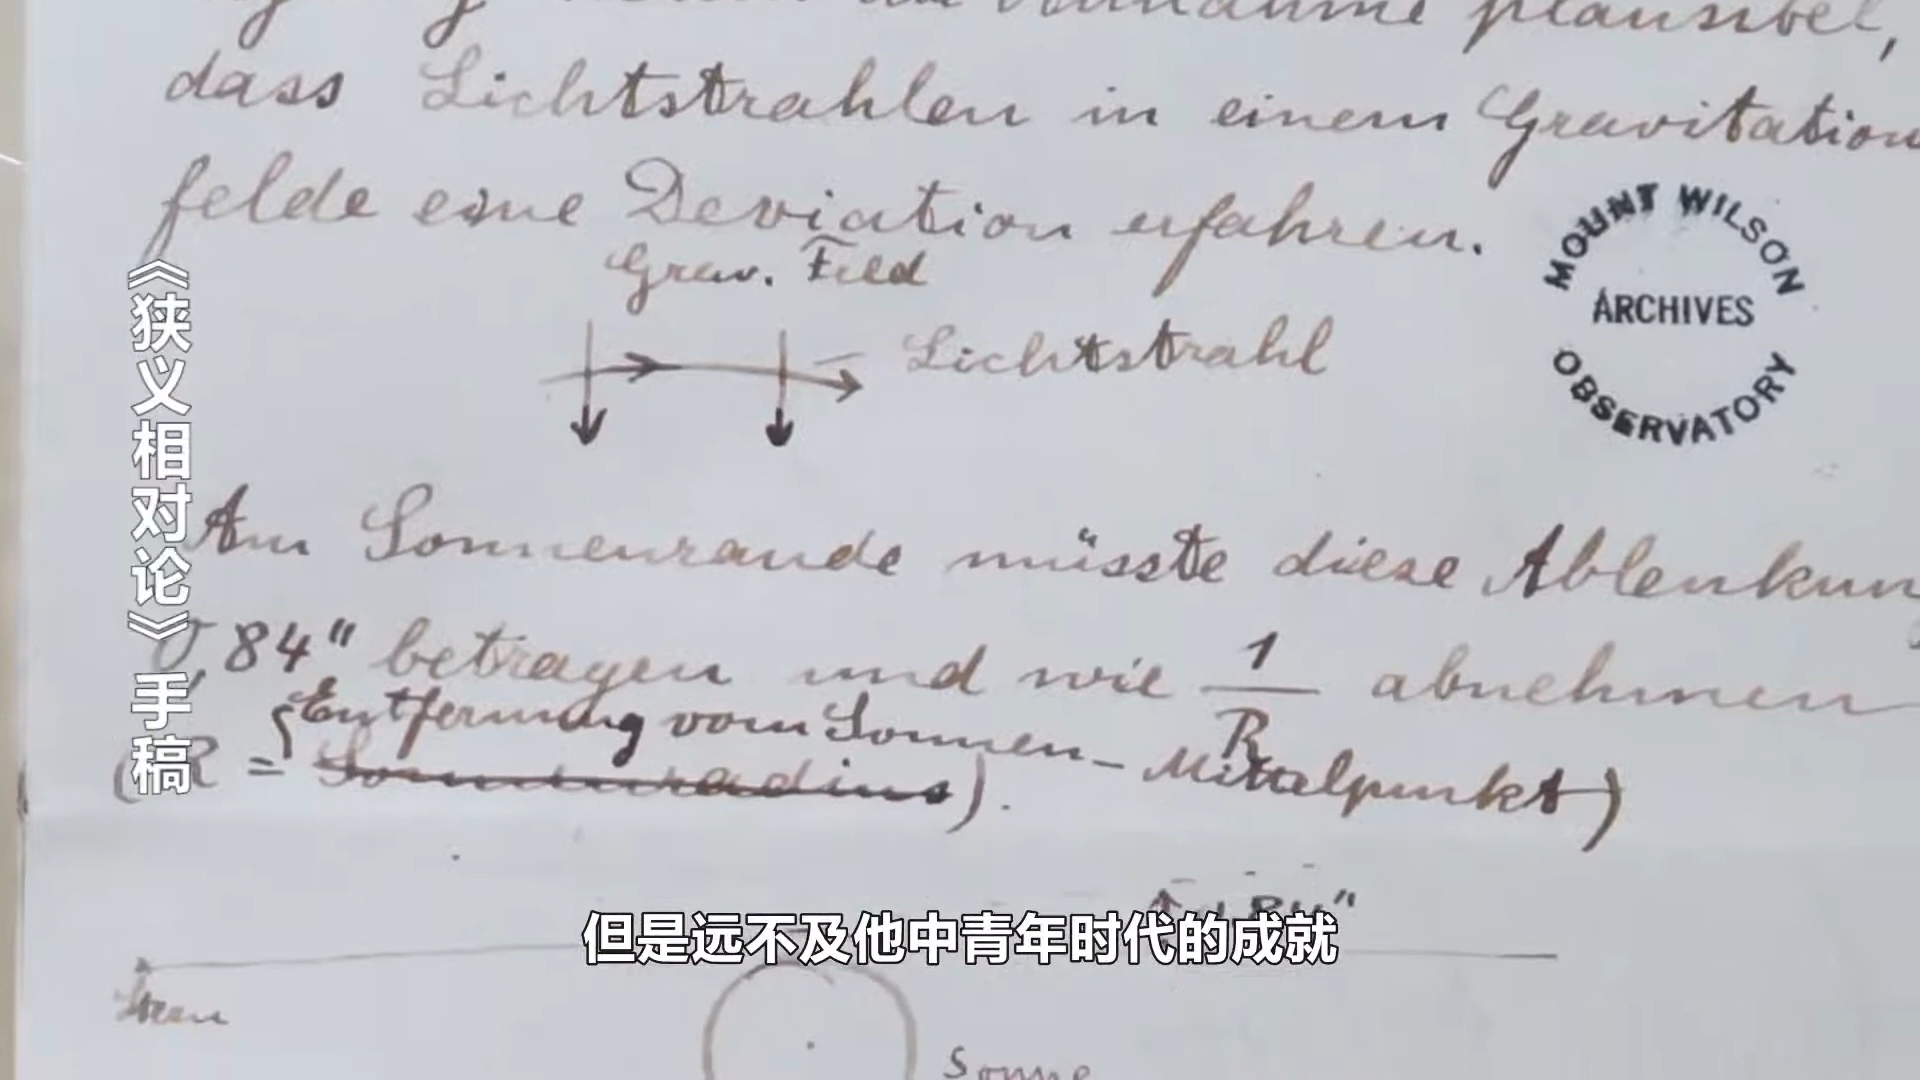 dass Lichtstrahlen in einem Gravitation
felde eine Deviation erfahren.
Grav. Feld
Lichtstrahl
MOUNT WILSON
ARCHIVES
OBSERVATORY
Am Sonnenrande müsste diese Ablenkun
0,84" betragen und wie 1/R abnehmen
{Entfernung vom Sonnen-Mittelpunkt)
(R = Sonnenradius).
Stern
Sonne
《狭义相对论》手稿
但是远不及他中青年时代的成就